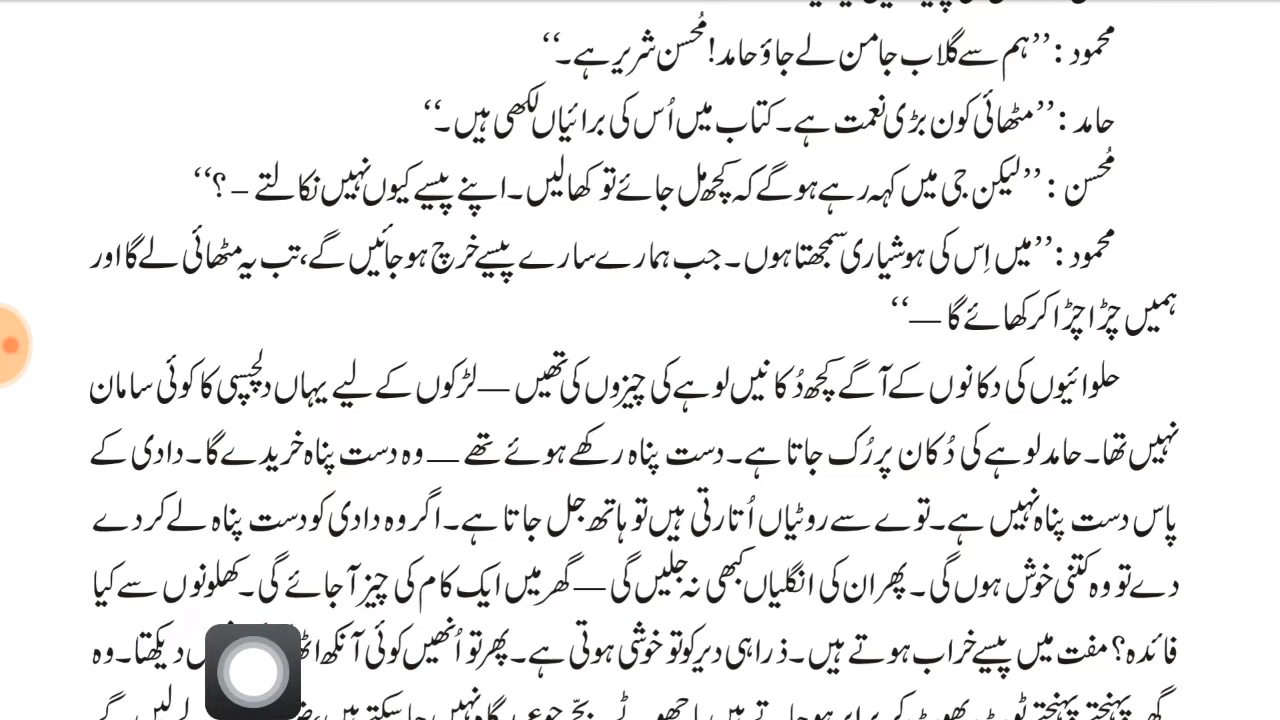 محمود : ’’ہم سے گلاب جامن لے جاؤ حامد! مُحسن شریر ہے۔‘‘
حامد : ’’مٹھائی کون بڑی نعمت ہے۔ کتاب میں اُس کی برائیاں لکھی ہیں۔‘‘
مُحسن : ’’لیکن جی میں کہہ رہے ہوگے کہ کچھ مل جائے تو کھالیں۔ اپنے پیسے کیوں نہیں نکالتے – ؟‘‘
محمود : ’’میں اِس کی ہوشیاری سمجھتا ہوں۔ جب ہمارے سارے پیسے خرچ ہوجائیں گے، تب یہ مٹھائی لے گا اور
ہمیں چڑا چڑا کر کھائے گا —‘‘
حلوائیوں کی دکانوں کے آگے کچھ دُکانیں لوہے کی چیزوں کی تھیں — لڑکوں کے لیے یہاں دلچسپی کا کوئی سامان
نہیں تھا۔ حامد لوہے کی دُکان پر رُک جاتا ہے۔ دست پناہ رکھے ہوئے تھے — وہ دست پناہ خریدے گا۔ دادی کے
پاس دست پناہ نہیں ہے۔ توے سے روٹیاں اُتارتی ہیں تو ہاتھ جل جاتا ہے۔ اگر وہ دادی کو دست پناہ لے کر دے
دے تو وہ کتنی خوش ہوں گی۔ پھر ان کی انگلیاں کبھی نہ جلیں گی — گھر میں ایک کام کی چیز آجائے گی۔ کھلونوں سے کیا
فائدہ؟ مفت میں پیسے خراب ہوتے ہیں۔ ذرا ہی دیر کو تو خوشی ہوتی ہے۔ پھر تو اُنھیں کوئی آنکھ دیکھتا۔ وہ